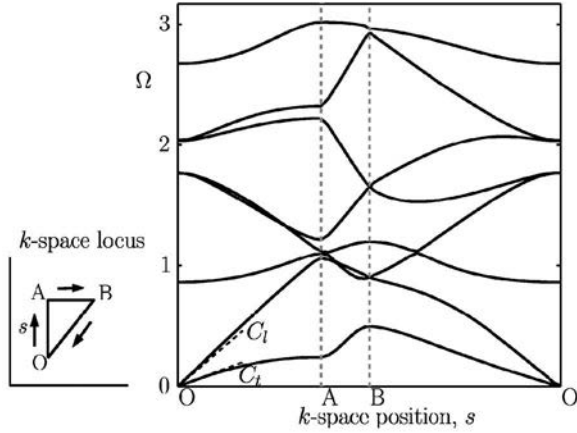 3
Ω
2
1
0
C_l
C_t
O
A
B
O
k-space position, s
k-space locus
A
B
s
O